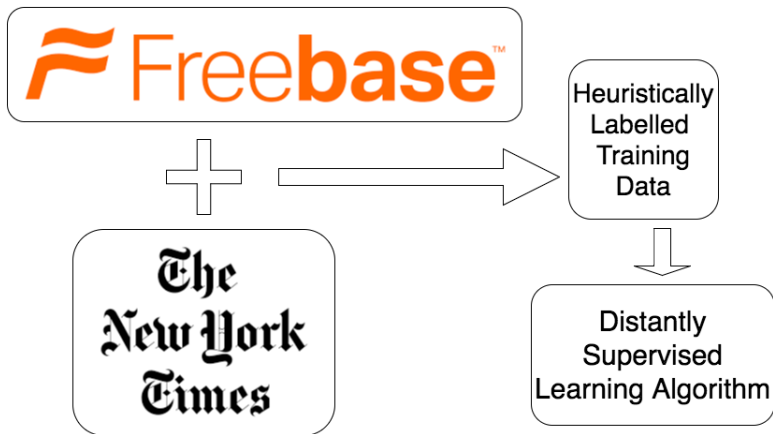 Freebase™
Heuristically
Labelled
Training
Data
The
New York
Times
Distantly
Supervised
Learning Algorithm